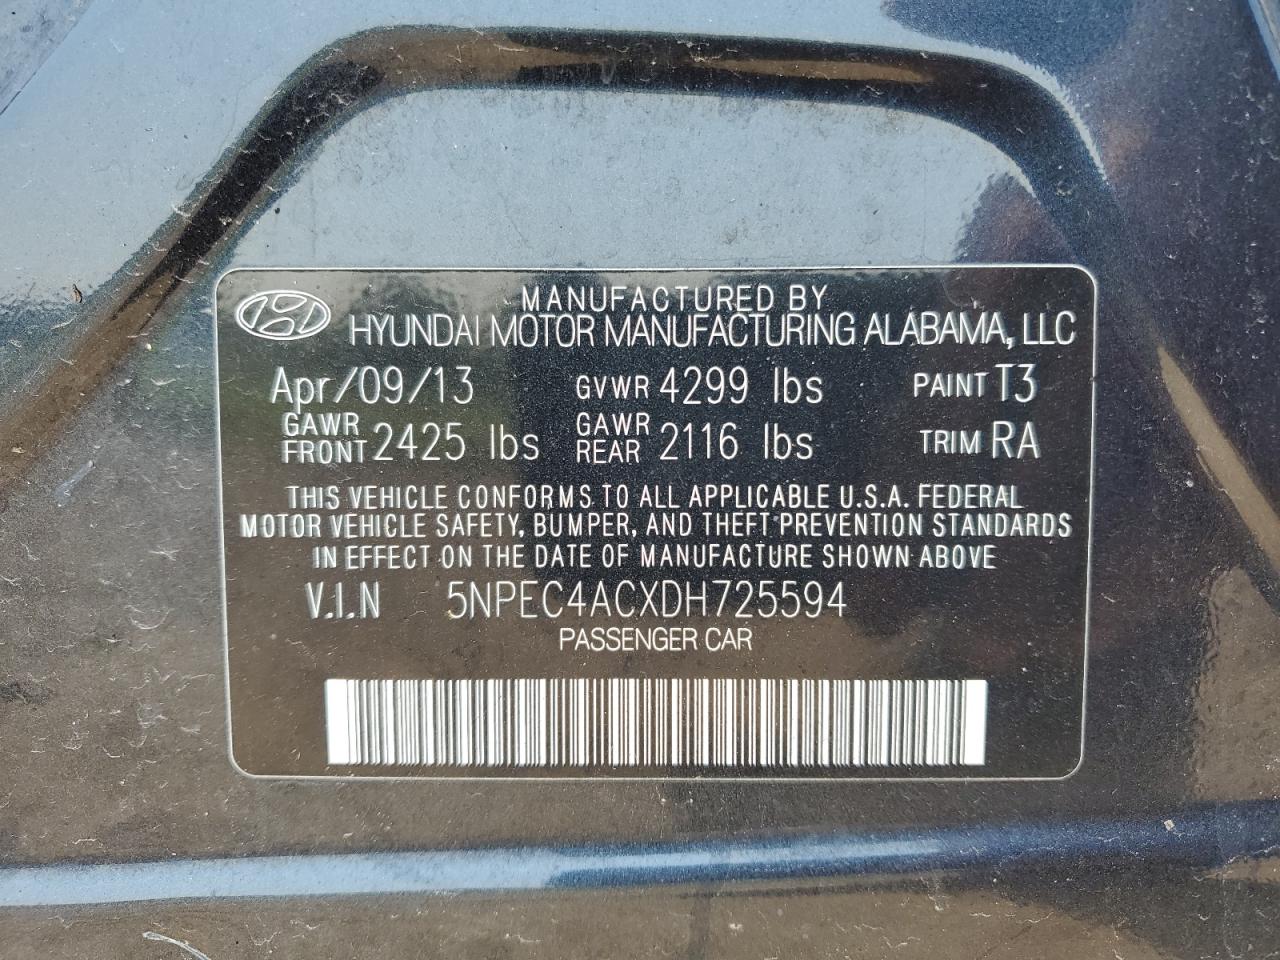 MANUFACTURED BY
HYUNDAI MOTOR MANUFACTURING ALABAMA, LLC
Apr/09/13 GVWR 4299 lbs PAINT T3
GAWR FRONT 2425 lbs GAWR REAR 2116 lbs TRIM RA
THIS VEHICLE CONFORMS TO ALL APPLICABLE U.S.A. FEDERAL
MOTOR VEHICLE SAFETY, BUMPER, AND THEFT PREVENTION STANDARDS
IN EFFECT ON THE DATE OF MANUFACTURE SHOWN ABOVE
V.I.N 5NPEC4ACXDH725594
PASSENGER CAR